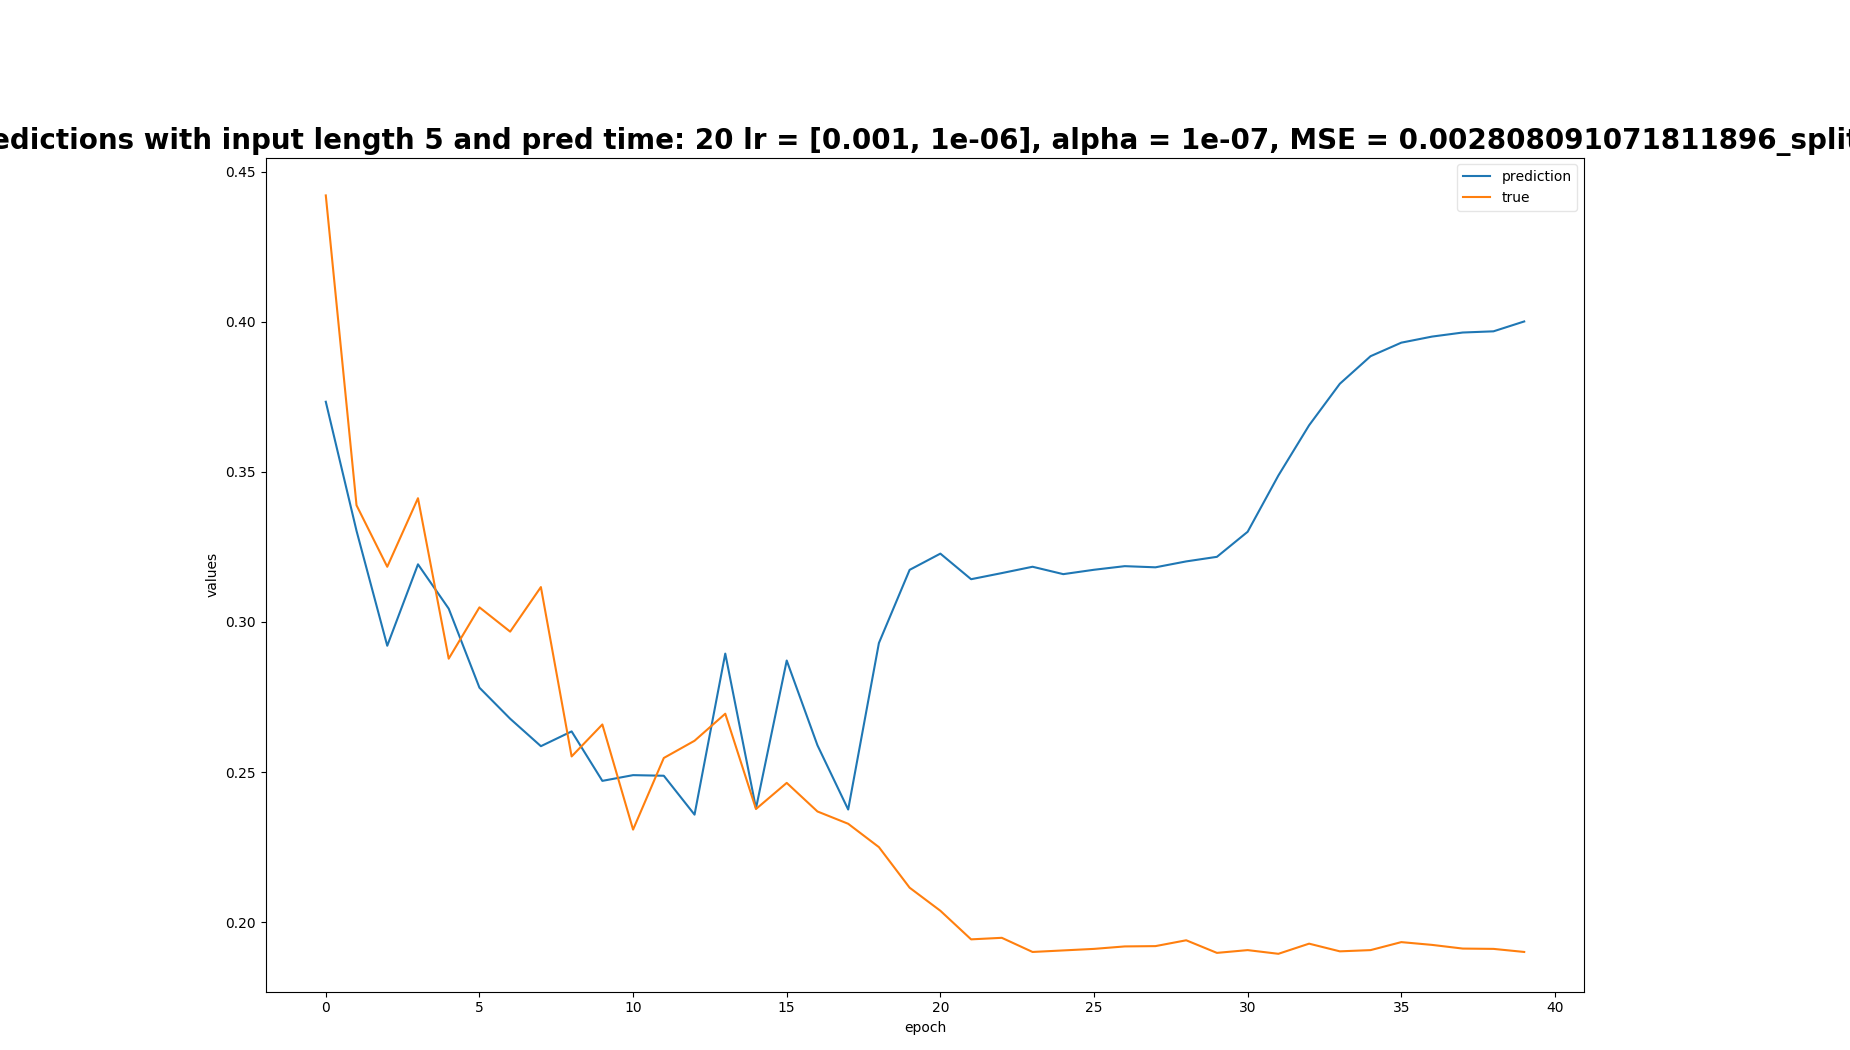 edictions with input length 5 and pred time: 20 lr = [0.001, 1e-06], alpha = 1e-07, MSE = 0.002808091071811896_split
prediction
true
0.45
0.40
0.35
0.30
0.25
0.20
values
0 5 10 15 20 25 30 35 40
epoch